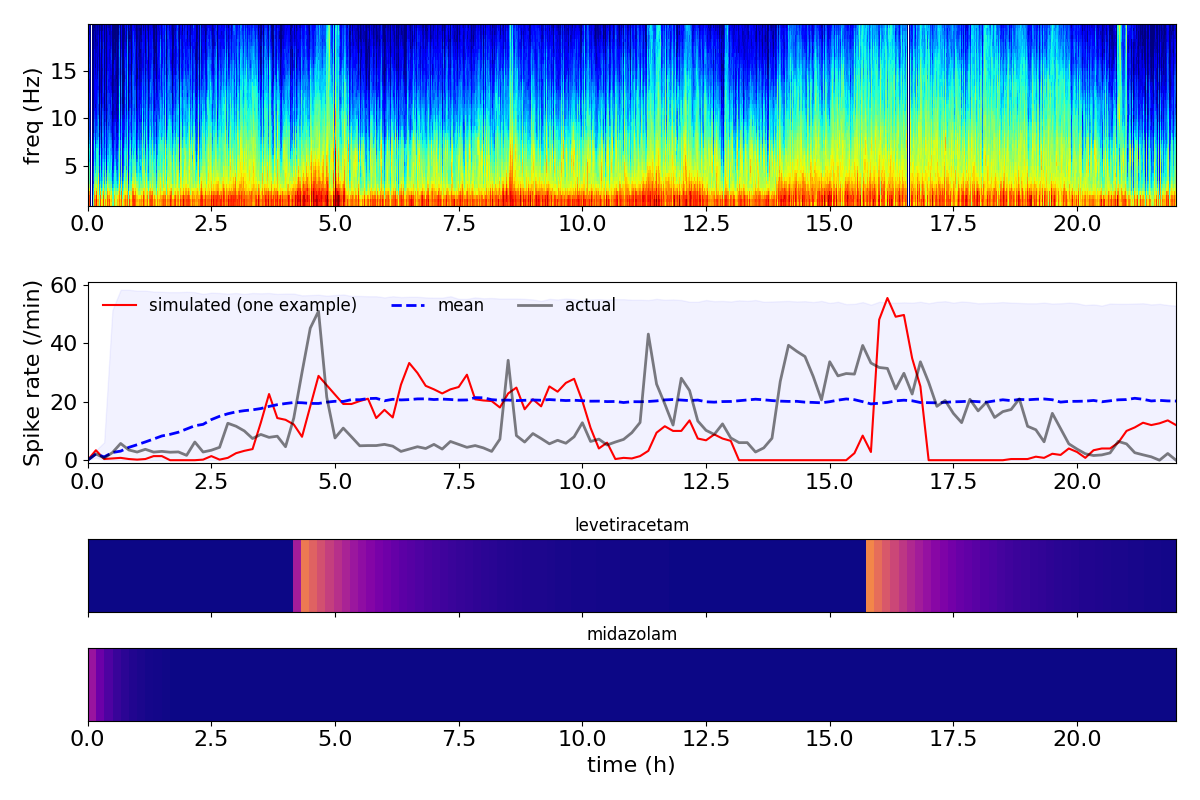 freq (Hz)
15
10
5
0.0 2.5 5.0 7.5 10.0 12.5 15.0 17.5 20.0
Spike rate (/min)
60
40
20
0
simulated (one example) mean actual
0.0 2.5 5.0 7.5 10.0 12.5 15.0 17.5 20.0
levetiracetam
midazolam
0.0 2.5 5.0 7.5 10.0 12.5 15.0 17.5 20.0
time (h)